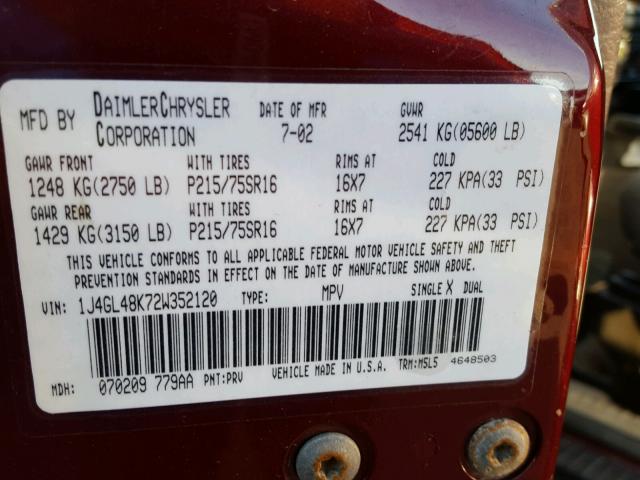 MFD BY DAIMLERCHRYSLER CORPORATION DATE OF MFR 7-02 GVWR 2541 KG(05600 LB)
GAWR FRONT WITH TIRES RIMS AT COLD
1248 KG(2750 LB) P215/75SR16 16X7 227 KPA(33 PSI)
GAWR REAR WITH TIRES RIMS AT COLD
1429 KG(3150 LB) P215/75SR16 16X7 227 KPA(33 PSI)
THIS VEHICLE CONFORMS TO ALL APPLICABLE FEDERAL MOTOR VEHICLE SAFETY AND THEFT
PREVENTION STANDARDS IN EFFECT ON THE DATE OF MANUFACTURE SHOWN ABOVE.
VIN: 1J4GL48K72W352120 TYPE: MPV SINGLE X DUAL
MDH: 070209 779AA PNT:PRV VEHICLE MADE IN U.S.A. TRM:M5L5 4648503